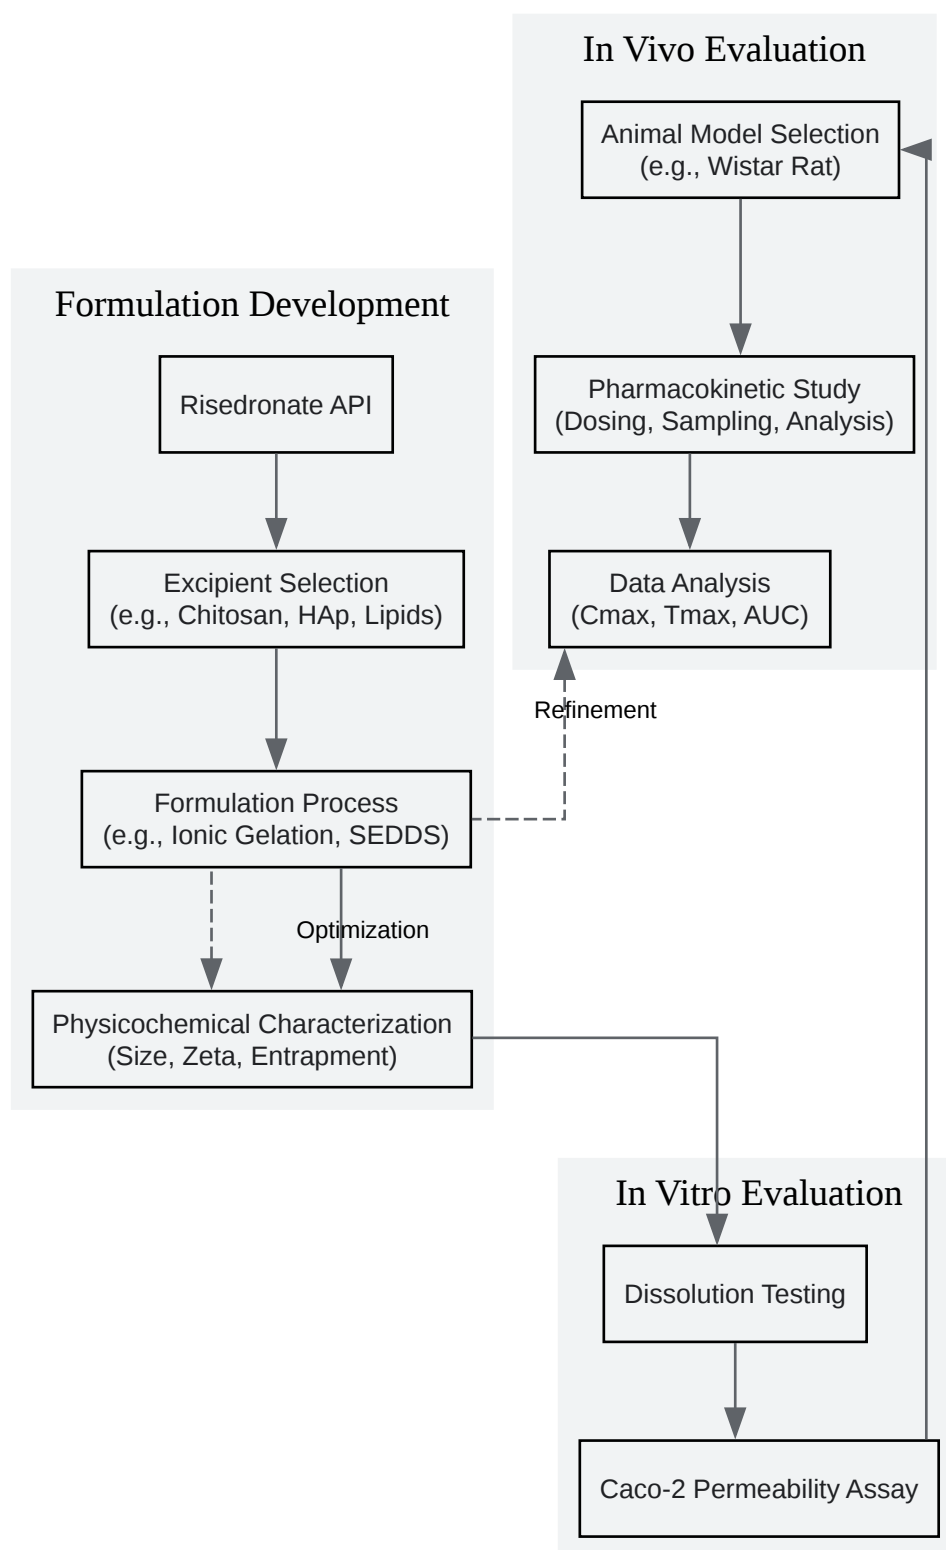 In Vivo Evaluation
Animal Model Selection
(e.g., Wistar Rat)
Pharmacokinetic Study
(Dosing, Sampling, Analysis)
Data Analysis
(Cmax, Tmax, AUC)
Refinement
Formulation Development
Risedronate API
Excipient Selection
(e.g., Chitosan, HAp, Lipids)
Formulation Process
(e.g., Ionic Gelation, SEDDS)
Optimization
Physicochemical Characterization
(Size, Zeta, Entrapment)
In Vitro Evaluation
Dissolution Testing
Caco-2 Permeability Assay